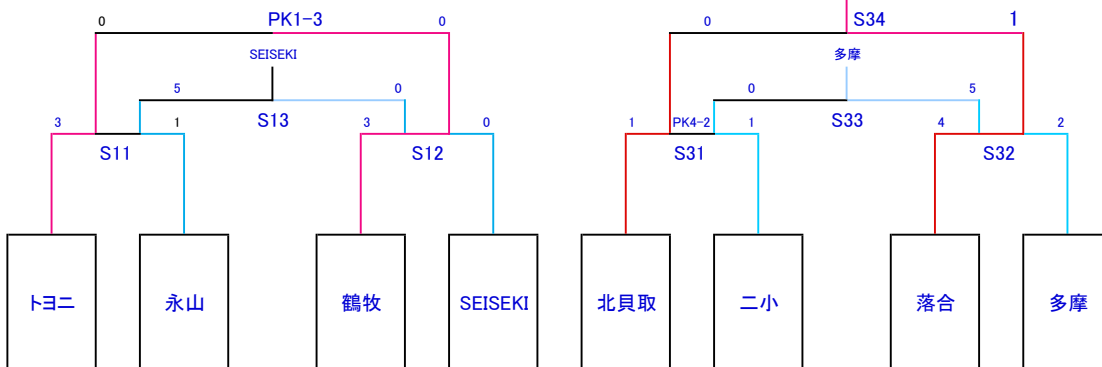 0 PK1-3 0 0 S34 1
SEISEKI 多摩
5 0 0 5
S13 S33
3 1 3 0 1 PK4-2 1 4 2
S11 S12 S31 S32
トヨニ 永山 鶴牧 SEISEKI 北貝取 二小 落合 多摩